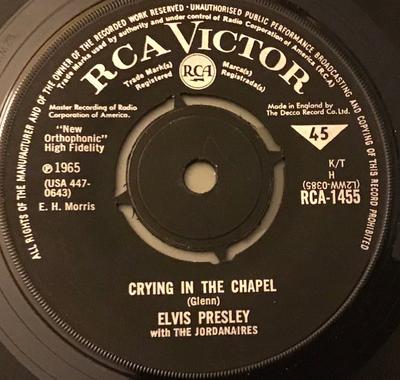 ALL RIGHTS OF THE MANUFACTURER AND OF THE OWNER OF THE RECORDED WORK RESERVED · UNAUTHORISED PUBLIC PERFORMANCE BROADCASTING AND COPYING OF THIS RECORD PROHIBITED
Trade Marks used by authority and under control of Radio Corporation of America (R.C.A.)
RCA VICTOR
Trade Mark(s)
Registered
RCA
Marca(s)
Registrada(s)
Master Recording of Radio
Corporation of America.
Made in England by
The Decca Record Co. Ltd.
"New
Orthophonic"
High Fidelity
45
℗ 1965
(USA 447-
0643)
E. H. Morris
K/T
H
(L2WW-0385)
RCA-1455
CRYING IN THE CHAPEL
(Glenn)
ELVIS PRESLEY
with THE JORDANAIRES